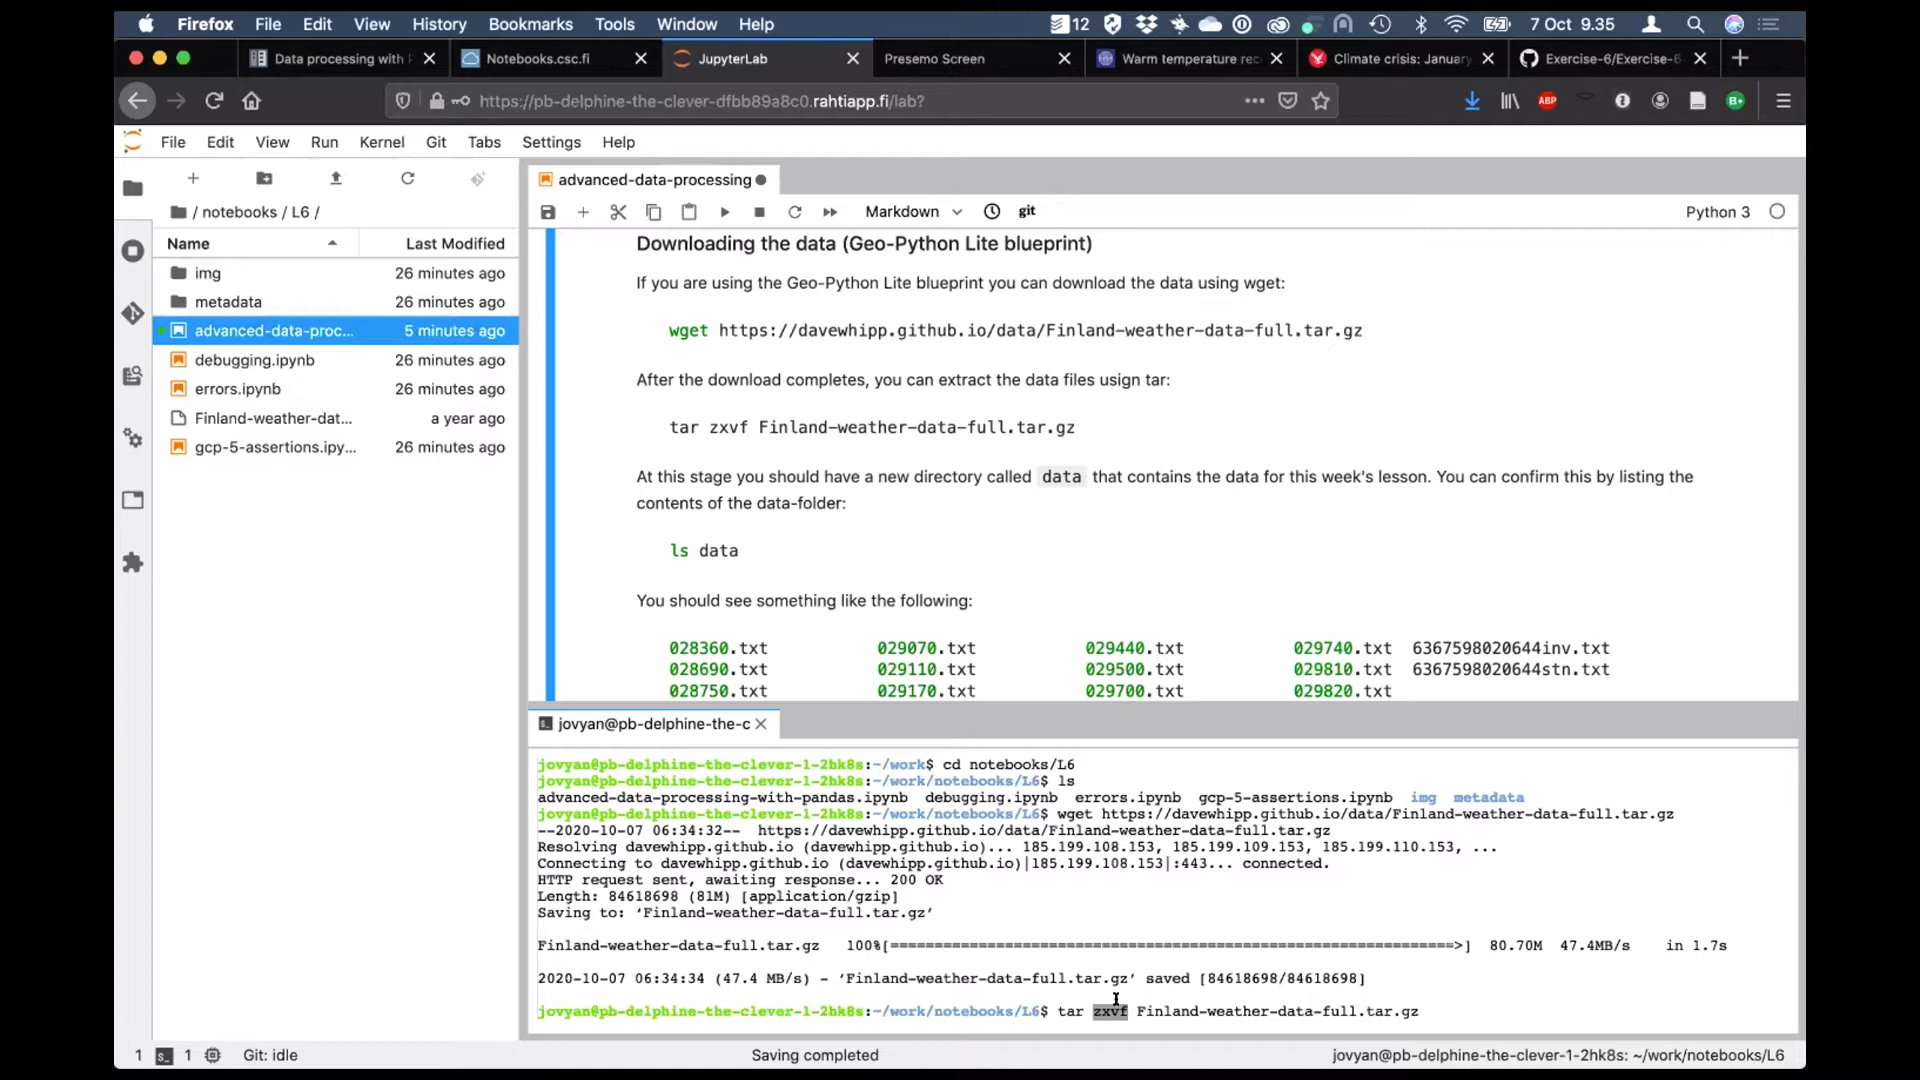 Firefox File Edit View History Bookmarks Tools Window Help 12 7 Oct 9.35
Data processing with Notebooks.csc.fi JupyterLab Presemo Screen Warm temperature rec Climate crisis: January Exercise-6/Exercise-6
https://pb-delphine-the-clever-dfbb89a8c0.rahtiapp.fi/lab? ABP B+
File Edit View Run Kernel Git Tabs Settings Help
advanced-data-processing
/ notebooks / L6 /
Markdown git Python 3
Name Last Modified
img 26 minutes ago
metadata 26 minutes ago
advanced-data-proc... 5 minutes ago
debugging.ipynb 26 minutes ago
errors.ipynb 26 minutes ago
Finland-weather-dat... a year ago
gcp-5-assertions.ipy... 26 minutes ago
Downloading the data (Geo-Python Lite blueprint)
If you are using the Geo-Python Lite blueprint you can download the data using wget:
wget https://davewhipp.github.io/data/Finland-weather-data-full.tar.gz
After the download completes, you can extract the data files usign tar:
tar zxvf Finland-weather-data-full.tar.gz
At this stage you should have a new directory called data that contains the data for this week's lesson. You can confirm this by listing the
contents of the data-folder:
ls data
You should see something like the following:
028360.txt 029070.txt 029440.txt 029740.txt 6367598020644inv.txt
028690.txt 029110.txt 029500.txt 029810.txt 6367598020644stn.txt
028750.txt 029170.txt 029700.txt 029820.txt
jovyan@pb-delphine-the-c
jovyan@pb-delphine-the-clever-1-2hk8s:~/work$ cd notebooks/L6
jovyan@pb-delphine-the-clever-1-2hk8s:~/work/notebooks/L6$ ls
advanced-data-processing-with-pandas.ipynb debugging.ipynb errors.ipynb gcp-5-assertions.ipynb img metadata
jovyan@pb-delphine-the-clever-1-2hk8s:~/work/notebooks/L6$ wget https://davewhipp.github.io/data/Finland-weather-data-full.tar.gz
--2020-10-07 06:34:32-- https://davewhipp.github.io/data/Finland-weather-data-full.tar.gz
Resolving davewhipp.github.io (davewhipp.github.io)... 185.199.108.153, 185.199.109.153, 185.199.110.153, ...
Connecting to davewhipp.github.io (davewhipp.github.io)|185.199.108.153|:443... connected.
HTTP request sent, awaiting response... 200 OK
Length: 84618698 (81M) [application/gzip]
Saving to: ‘Finland-weather-data-full.tar.gz’
Finland-weather-data-full.tar.gz 100%[===========================================================>] 80.70M 47.4MB/s in 1.7s
2020-10-07 06:34:34 (47.4 MB/s) - ‘Finland-weather-data-full.tar.gz’ saved [84618698/84618698]
jovyan@pb-delphine-the-clever-1-2hk8s:~/work/notebooks/L6$ tar zxvf Finland-weather-data-full.tar.gz
1 1 Git: idle Saving completed jovyan@pb-delphine-the-clever-1-2hk8s: ~/work/notebooks/L6